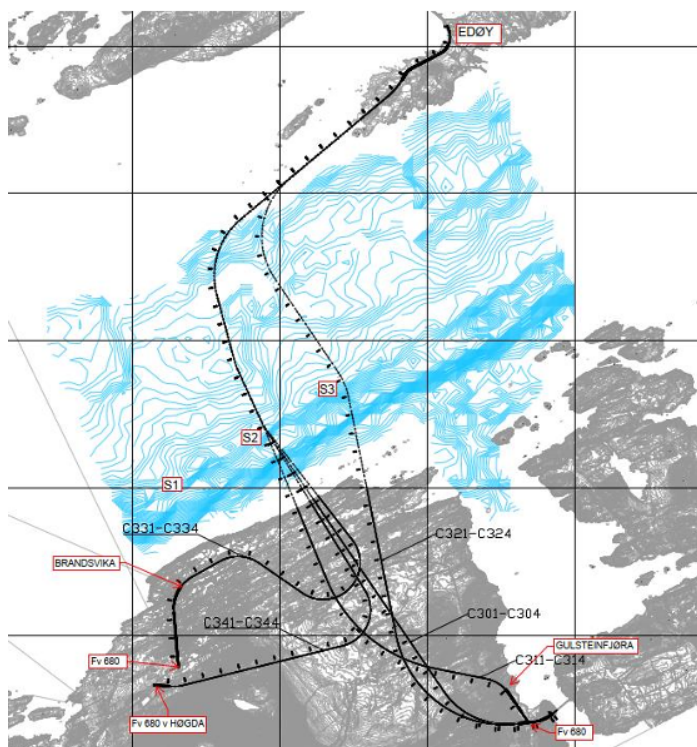 EDØY
S3
S2
S1
C331-C334
C321-C324
BRANDSVIKA
C341-C344
C301-C304
GULSTEINFJØRA
Fv 680
C311-C314
Fv 680 v HØGDA
Fv 680